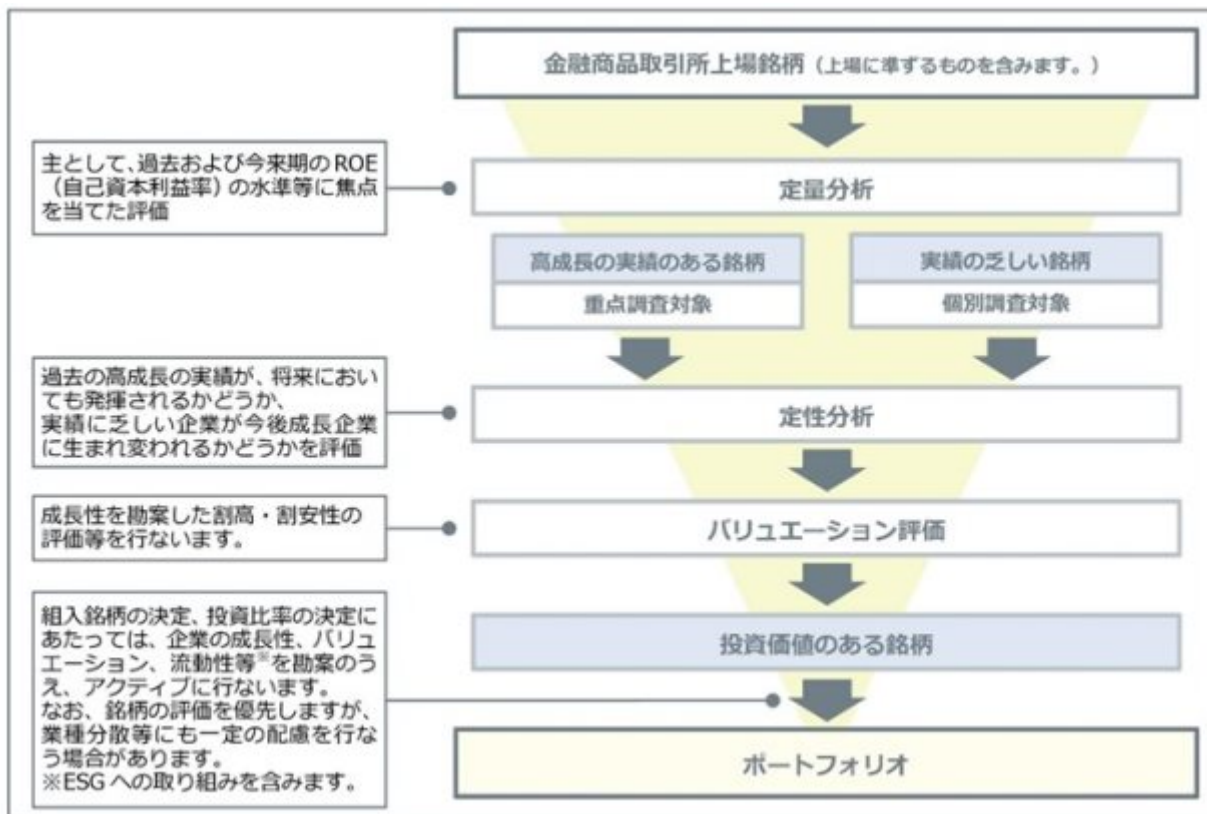 金融商品取引所上場銘柄（上場に準ずるものを含みます。）
主として、過去および今来期のROE
（自己資本利益率）の水準等に焦点
を当てた評価
定量分析
高成長の実績のある銘柄
重点調査対象
実績の乏しい銘柄
個別調査対象
過去の高成長の実績が、将来におい
ても発揮されるかどうか、
実績に乏しい企業が今後成長企業
に生まれ変われるかどうかを評価
定性分析
成長性を勘案した割高・割安性の
評価等を行ないます。
バリュエーション評価
投資価値のある銘柄
組入銘柄の決定、投資比率の決定に
あたっては、企業の成長性、バリュ
エーション、流動性等※を勘案のう
え、アクティブに行ないます。
なお、銘柄の評価を優先しますが、
業種分散等にも一定の配慮を行な
う場合があります。
※ESGへの取り組みを含みます。
ポートフォリオ